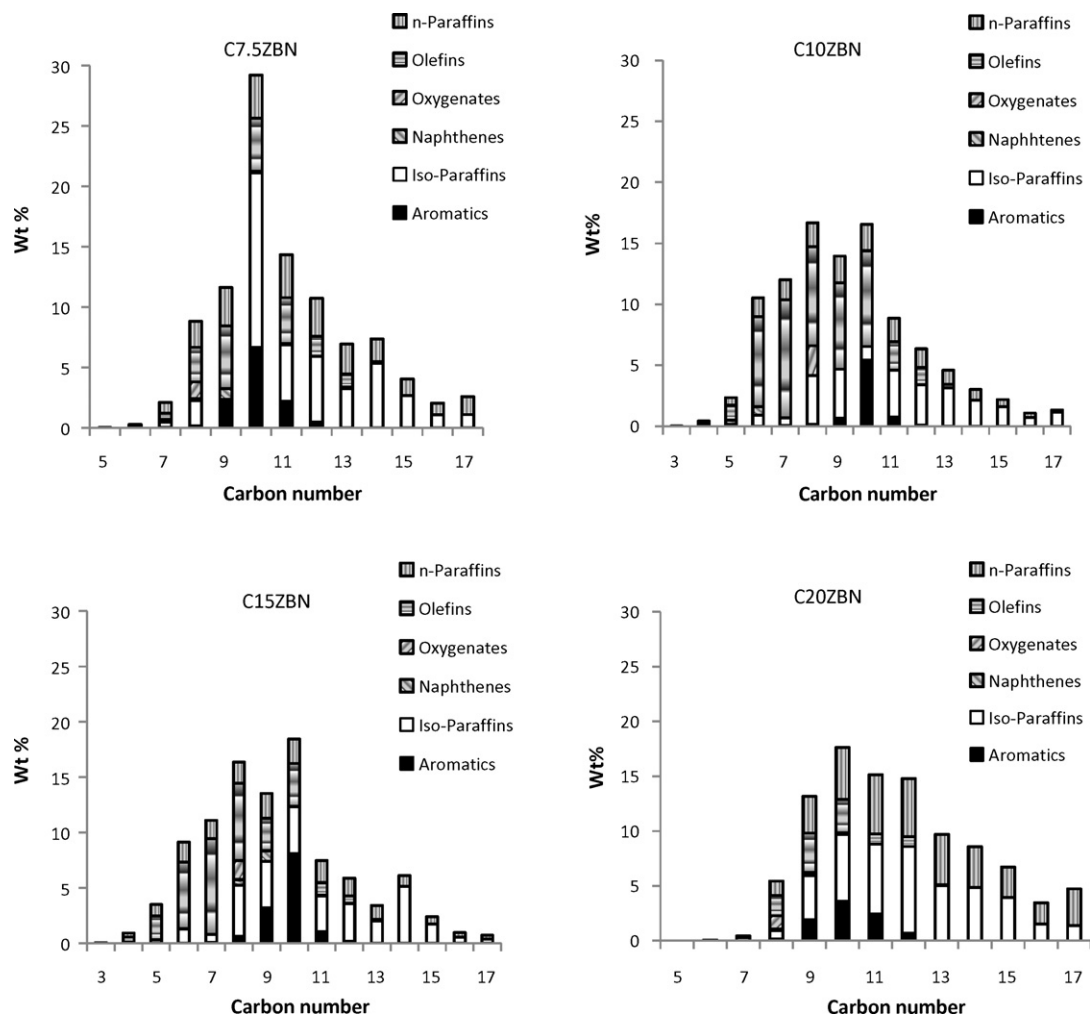 C7.5ZBN
n-Paraffins
Olefins
Oxygenates
Naphthenes
Iso-Paraffins
Aromatics
30
25
20
15
10
5
0
Wt %
5 7 9 11 13 15 17
Carbon number
C10ZBN
n-Paraffins
Olefins
Oxygenates
Naphhtenes
Iso-Paraffins
Aromatics
30
25
20
15
10
5
0
Wt%
3 5 7 9 11 13 15 17
Carbon number
C15ZBN
n-Paraffins
Olefins
Oxygenates
Naphthenes
Iso-Paraffins
Aromatics
30
25
20
15
10
5
0
Wt %
3 5 7 9 11 13 15 17
Carbon number
C20ZBN
n-Paraffins
Olefins
Oxygenates
Naphthenes
Iso-Paraffins
Aromatics
30
25
20
15
10
5
0
Wt%
5 7 9 11 13 15 17
Carbon number